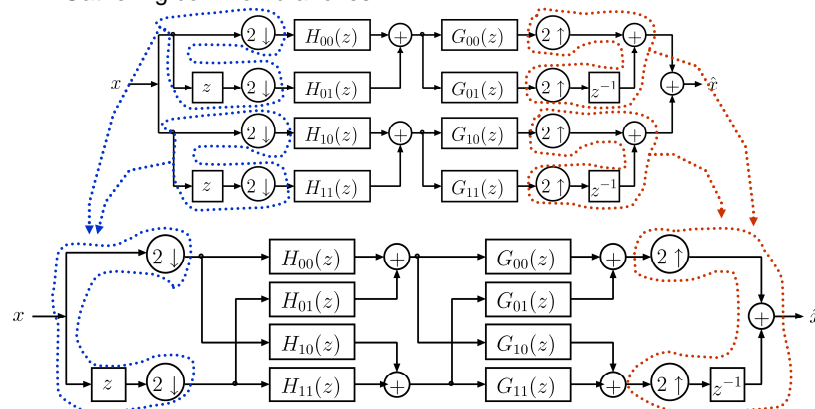 2 ↓ H₀₀(z) + G₀₀(z) 2 ↑ +
x z 2 ↓ H₀₁(z) G₀₁(z) 2 ↑ z⁻¹ + x̂
2 ↓ H₁₀(z) + G₁₀(z) 2 ↑ +
z 2 ↓ H₁₁(z) G₁₁(z) 2 ↑ z⁻¹
2 ↓ H₀₀(z) + G₀₀(z) + 2 ↑
H₀₁(z) G₀₁(z)
x +
H₁₀(z) G₁₀(z)
z 2 ↓ H₁₁(z) + G₁₁(z) + 2 ↑ z⁻¹